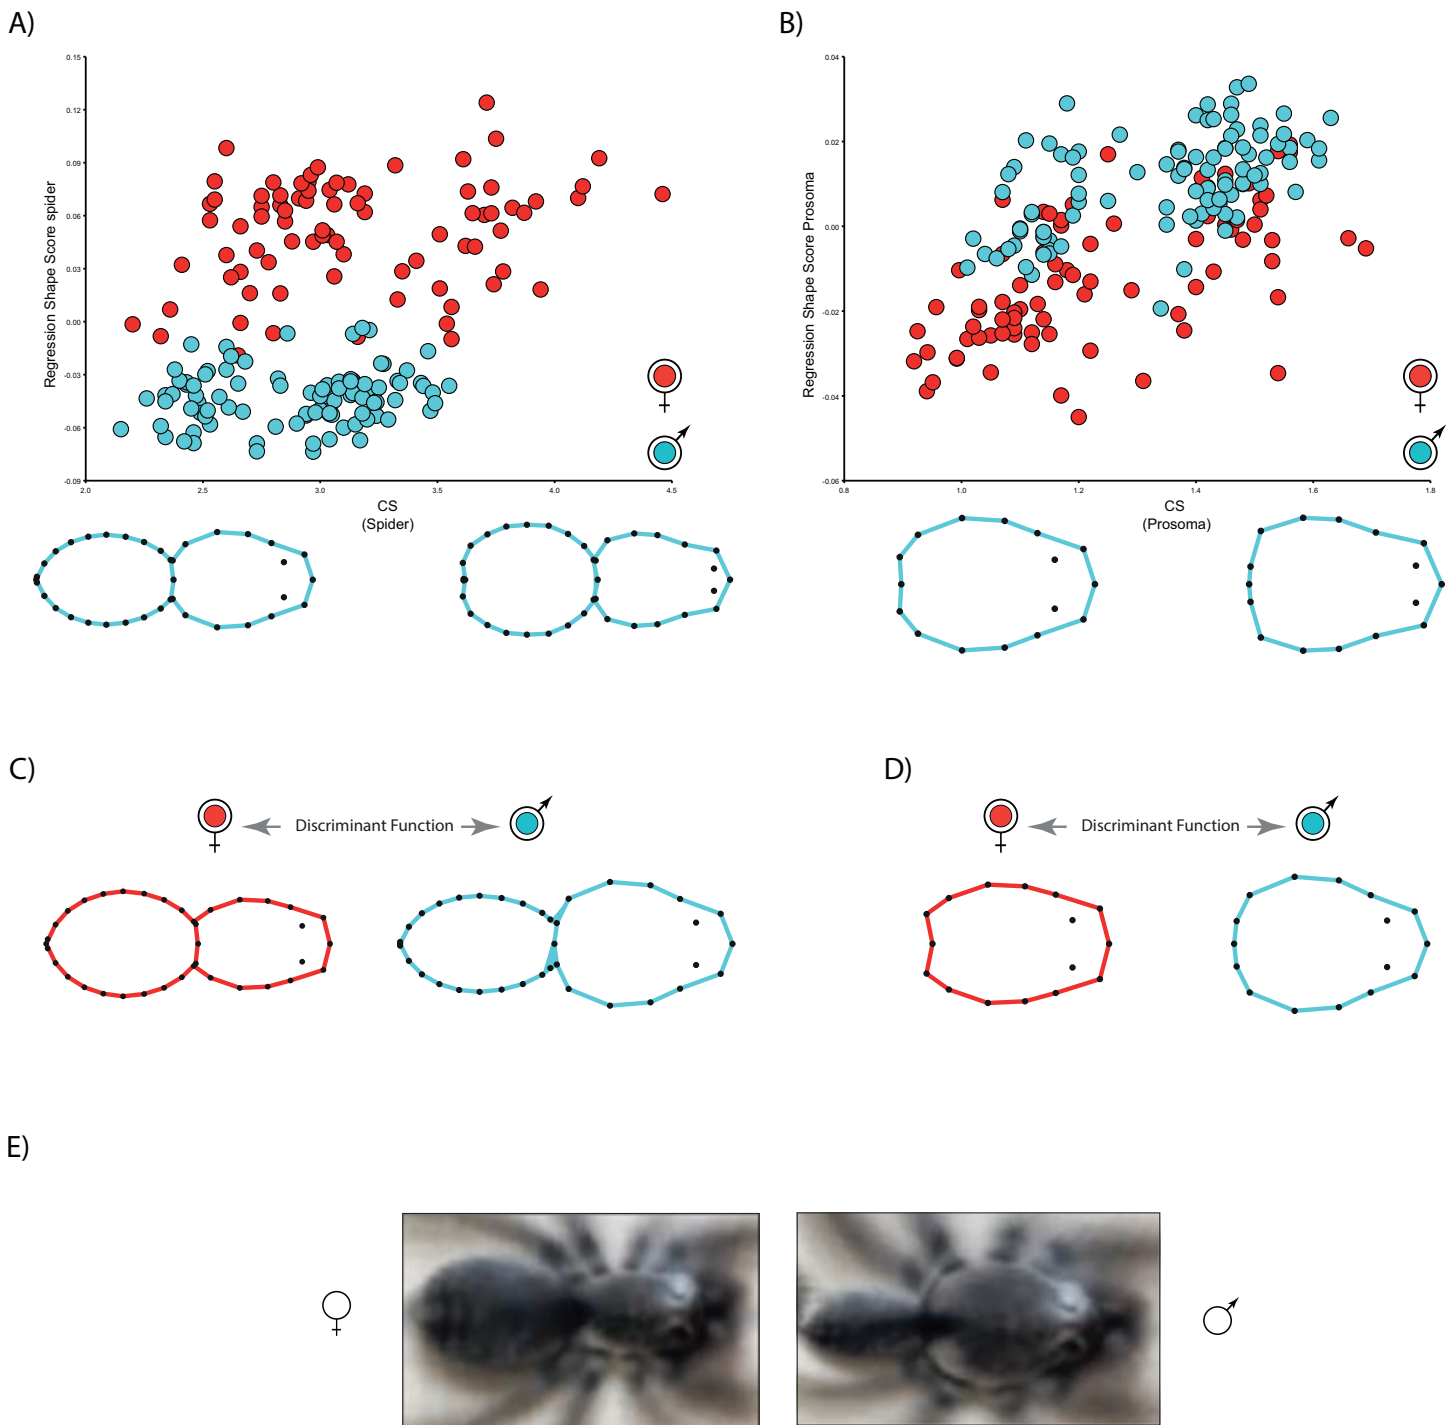 A)
B)
Regression Shape Score spider
0.15
0.12
0.09
0.06
0.03
0.00
-0.03
-0.06
-0.09
2.0 2.5 3.0 3.5 4.0 4.5
CS
(Spider)
Regression Shape Score Prosoma
0.04
0.02
0.00
-0.02
-0.04
-0.06
0.8 1.0 1.2 1.4 1.6 1.8
CS
(Prosoma)
C)
D)
Discriminant Function
Discriminant Function
E)